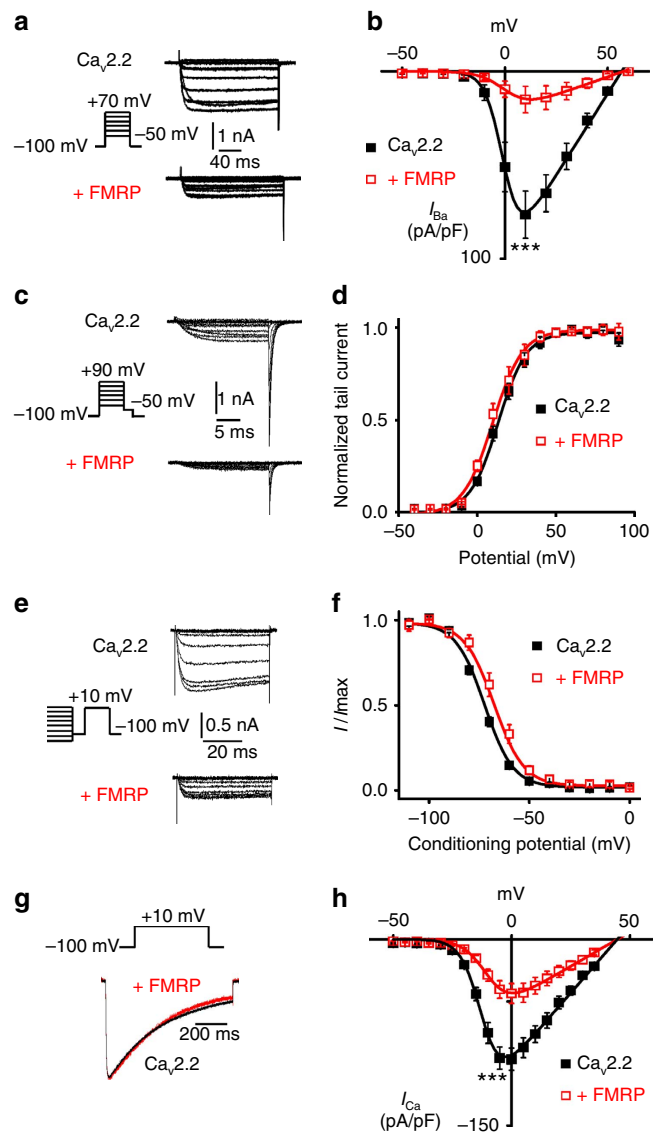 a
Caᵥ2.2
+70 mV
−100 mV
−50 mV
1 nA
40 ms
+ FMRP
b
mV
−50
0
50
Caᵥ2.2
+ FMRP
I_Ba
(pA/pF)
***
100
c
Caᵥ2.2
+90 mV
−100 mV
−50 mV
1 nA
5 ms
+ FMRP
d
Normalized tail current
1.0
0.5
0.0
Caᵥ2.2
+ FMRP
−50
0
50
100
Potential (mV)
e
Caᵥ2.2
+10 mV
−100 mV
0.5 nA
20 ms
+ FMRP
f
I/Imax
1.0
0.5
0.0
Caᵥ2.2
+ FMRP
−100
−50
0
Conditioning potential (mV)
g
+10 mV
−100 mV
+ FMRP
200 ms
Caᵥ2.2
h
mV
−50
0
50
***
I_Ca
(pA/pF)
Caᵥ2.2
+ FMRP
−150